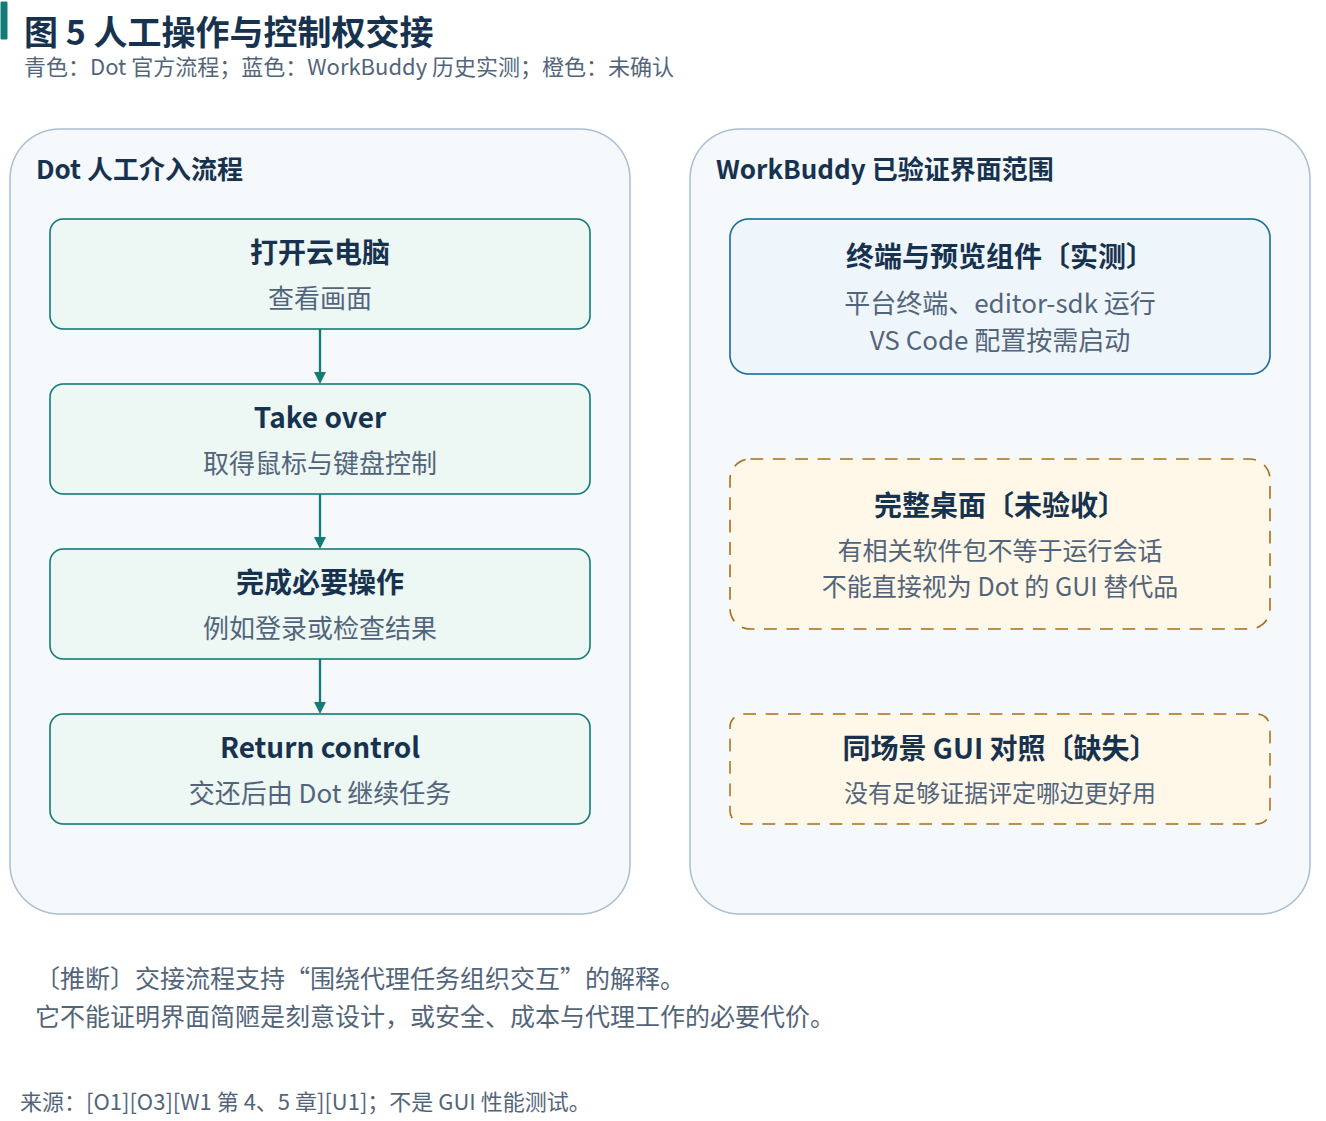 图 5 人工操作与控制权交接
青色：Dot 官方流程；蓝色：WorkBuddy 历史实测；橙色：未确认
Dot 人工介入流程
打开云电脑
查看画面
Take over
取得鼠标与键盘控制
完成必要操作
例如登录或检查结果
Return control
交还后由 Dot 继续任务
WorkBuddy 已验证界面范围
终端与预览组件〔实测〕
平台终端、editor-sdk 运行
VS Code 配置按需启动
完整桌面〔未验收〕
有相关软件包不等于运行会话
不能直接视为 Dot 的 GUI 替代品
同场景 GUI 对照〔缺失〕
没有足够证据评定哪边更好用
〔推断〕交接流程支持“围绕代理任务组织交互”的解释。
它不能证明界面简陋是刻意设计，或安全、成本与代理工作的必要代价。
来源：[O1][O3][W1 第 4、5 章][U1]；不是 GUI 性能测试。